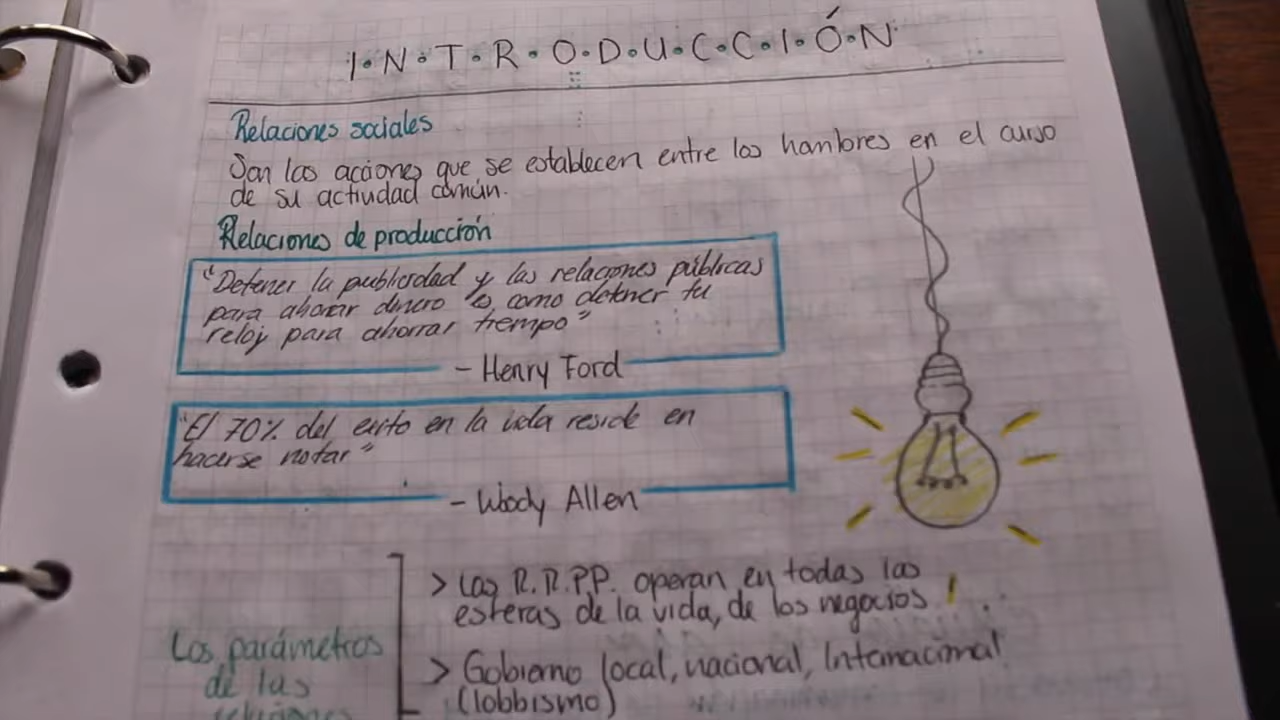 I·N·T·R·O·D·U·C·C·I·Ó·N
Relaciones sociales
Son las acciones que se establecen entre los hombres en el curso
de su actividad común.
Relaciones de producción
"Detener la publicidad y las relaciones públicas
para ahorrar dinero es como detener tu
reloj para ahorrar tiempo"
- Henry Ford
"El 70% del exito en la vida reside en
hacerse notar"
- Woody Allen
Los parámetros
de las
relaciones
> Las R.R.P.P. operan en todas las
esferas de la vida, de los negocios !
> Gobierno local, nacional, Internacional
(lobbismo)